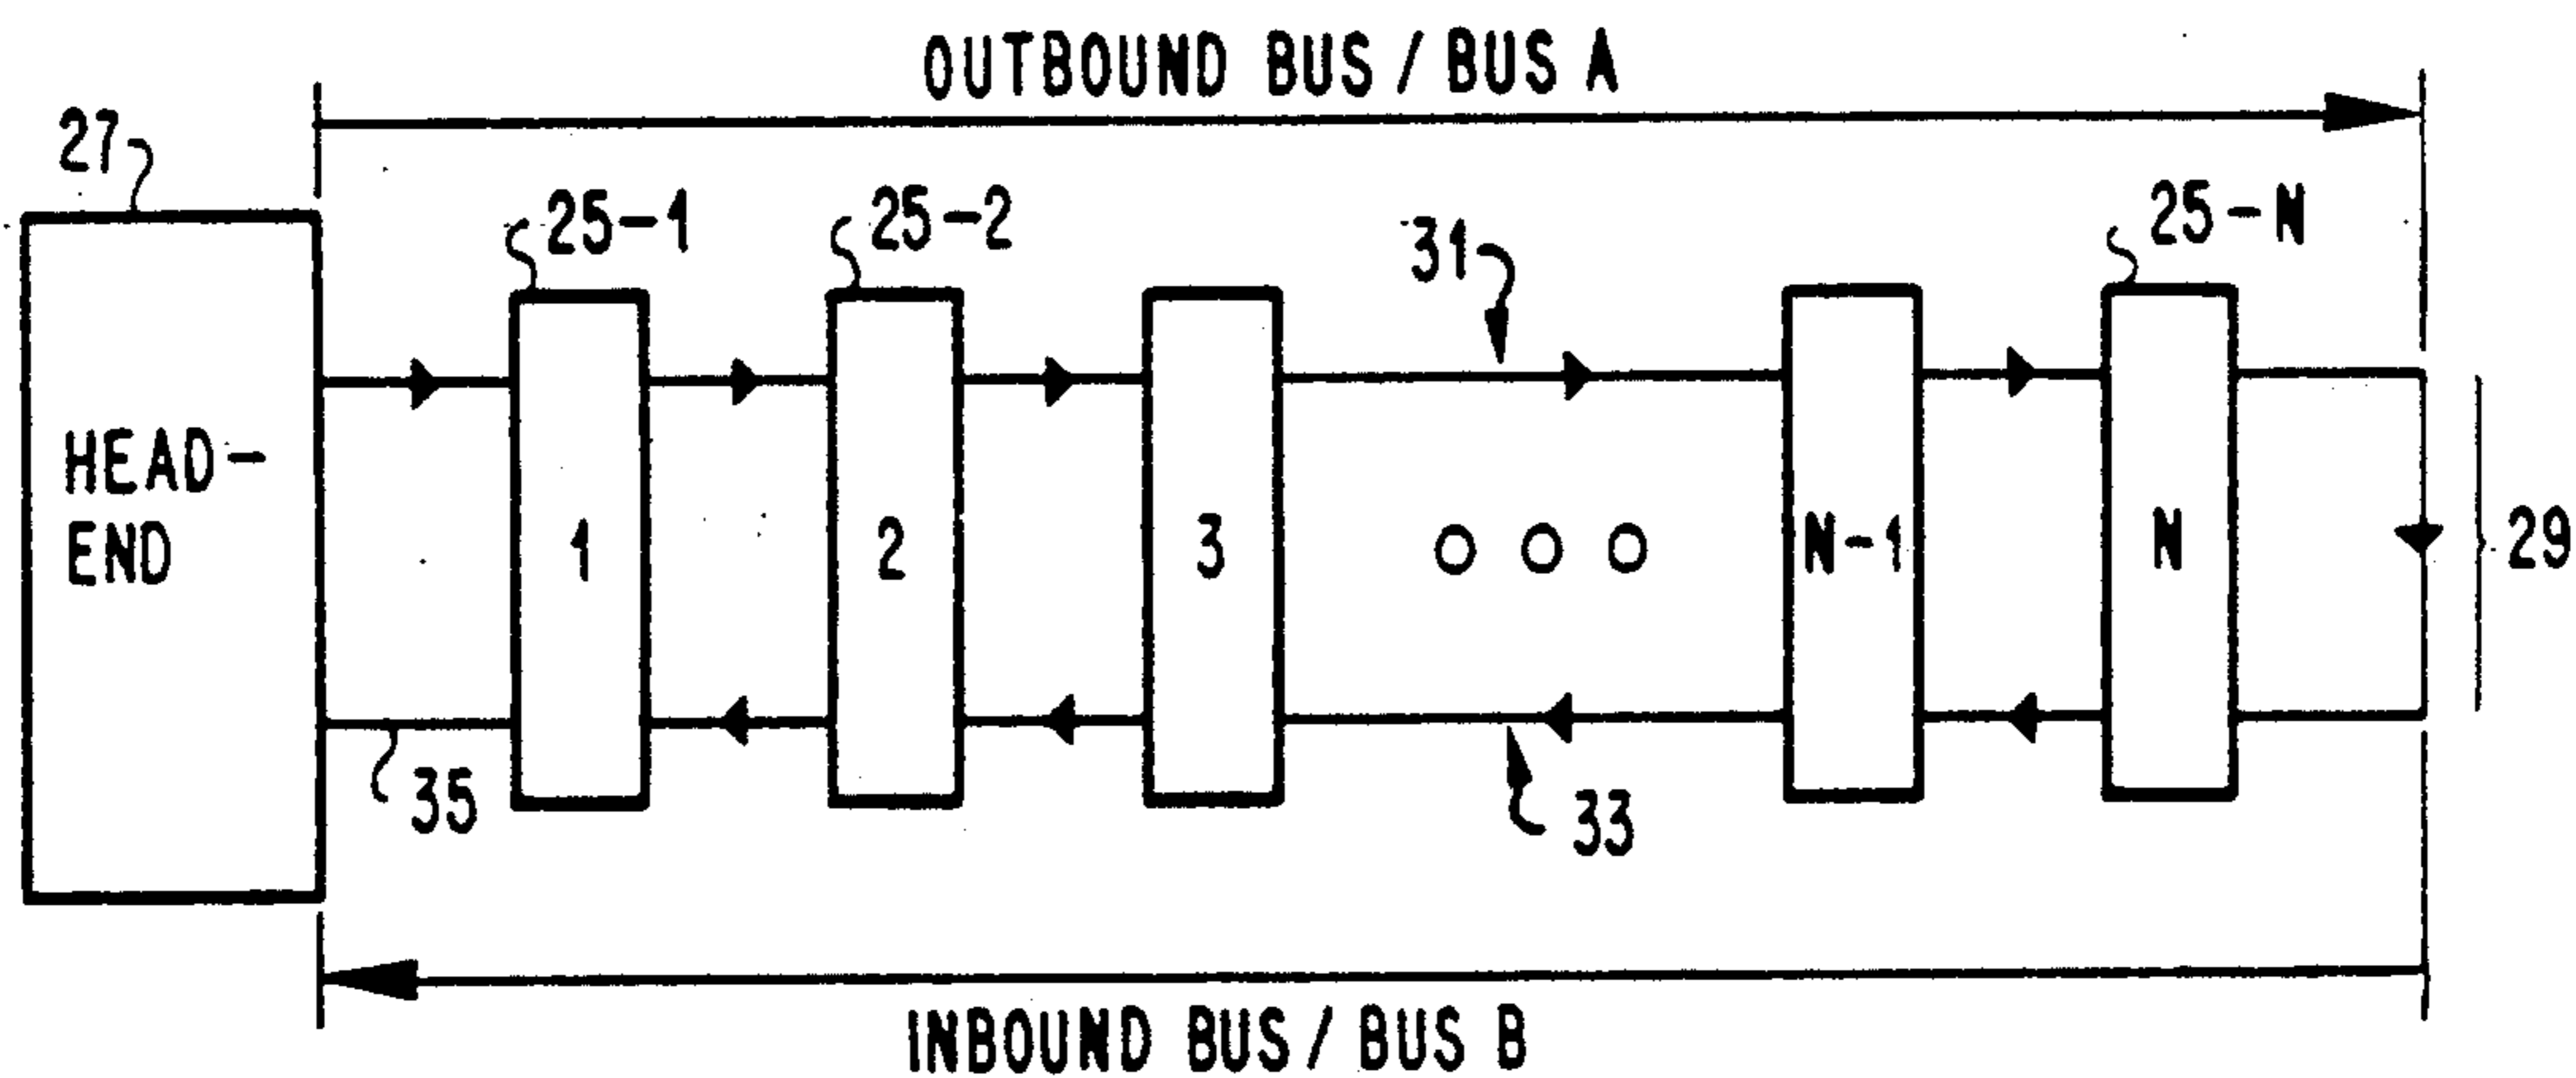 OUTBOUND BUS / BUS A
27
25-1
25-2
31
25-N
HEAD-
END
1
2
3
N-1
N
29
35
33
INBOUND BUS / BUS B